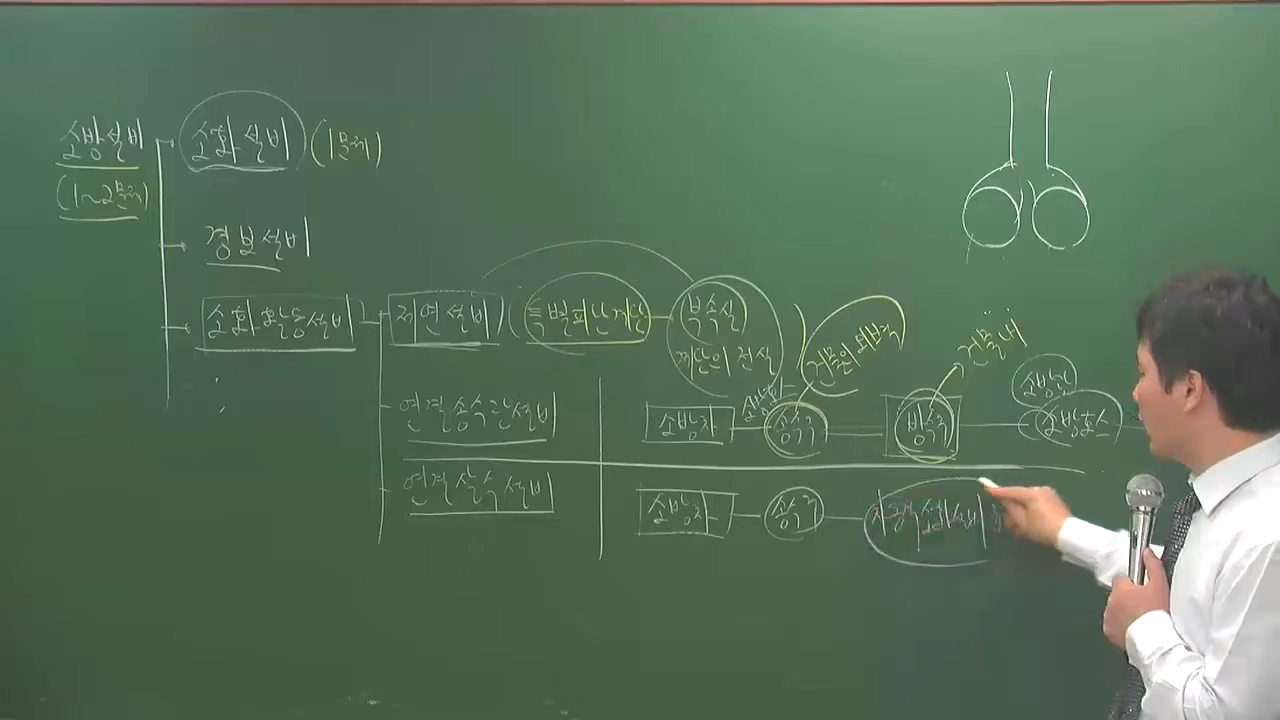 소방설비
(1~2문제)
소화설비 (1문제)
경보설비
소화활동설비
제연설비 (특별피난계단
부속실
계단의 전실)
연결송수관설비
소방차
송수구
건물의 외벽
방수구
건물내
소방호스
연결살수설비
소방차
송수구